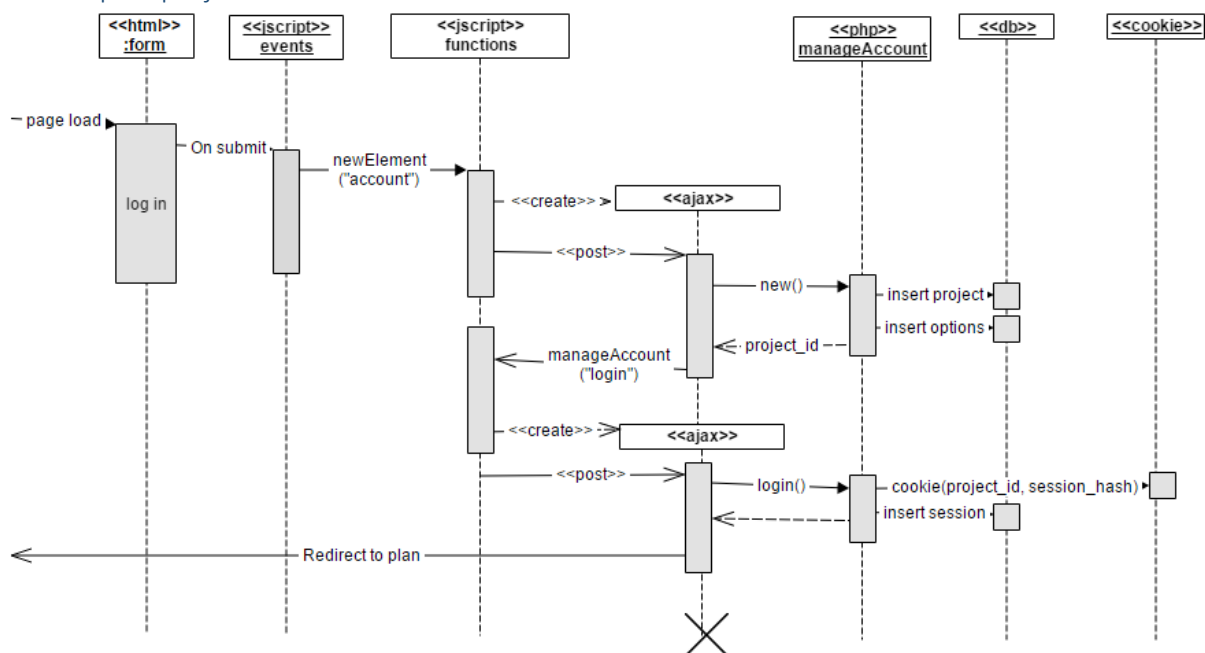 <<html>>
:form
<<jscript>>
events
<<jscript>>
functions
<<php>>
manageAccount
<<db>>
<<cookie>>
page load
On submit
log in
newElement
("account")
<<create>>
<<ajax>>
<<post>>
new()
insert project
insert options
project_id
manageAccount
("login")
<<create>>
<<ajax>>
<<post>>
login()
cookie(project_id, session_hash)
insert session
Redirect to plan